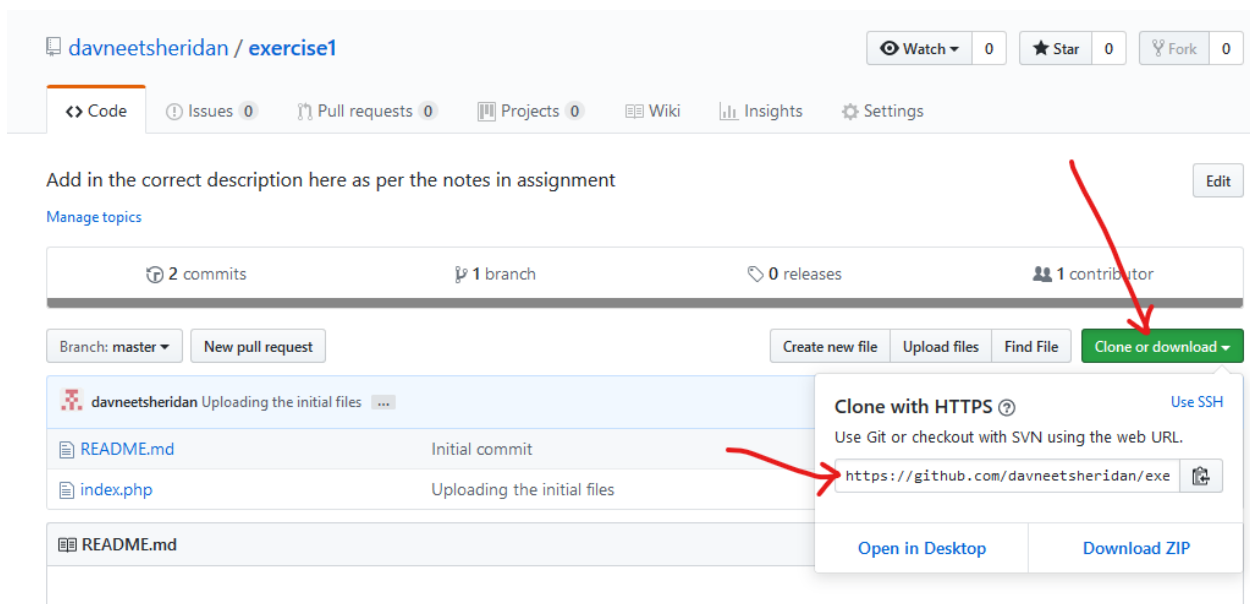 davneetsheridan / exercise1
Watch 0 Star 0 Fork 0
Code Issues 0 Pull requests 0 Projects 0 Wiki Insights Settings
Add in the correct description here as per the notes in assignment
Edit
Manage topics
2 commits 1 branch 0 releases 1 contributor
Branch: master New pull request Create new file Upload files Find File Clone or download
davneetsheridan Uploading the initial files ...
README.md Initial commit
index.php Uploading the initial files
README.md
Clone with HTTPS ? Use SSH
Use Git or checkout with SVN using the web URL.
https://github.com/davneetsheridan/exe
Open in Desktop Download ZIP